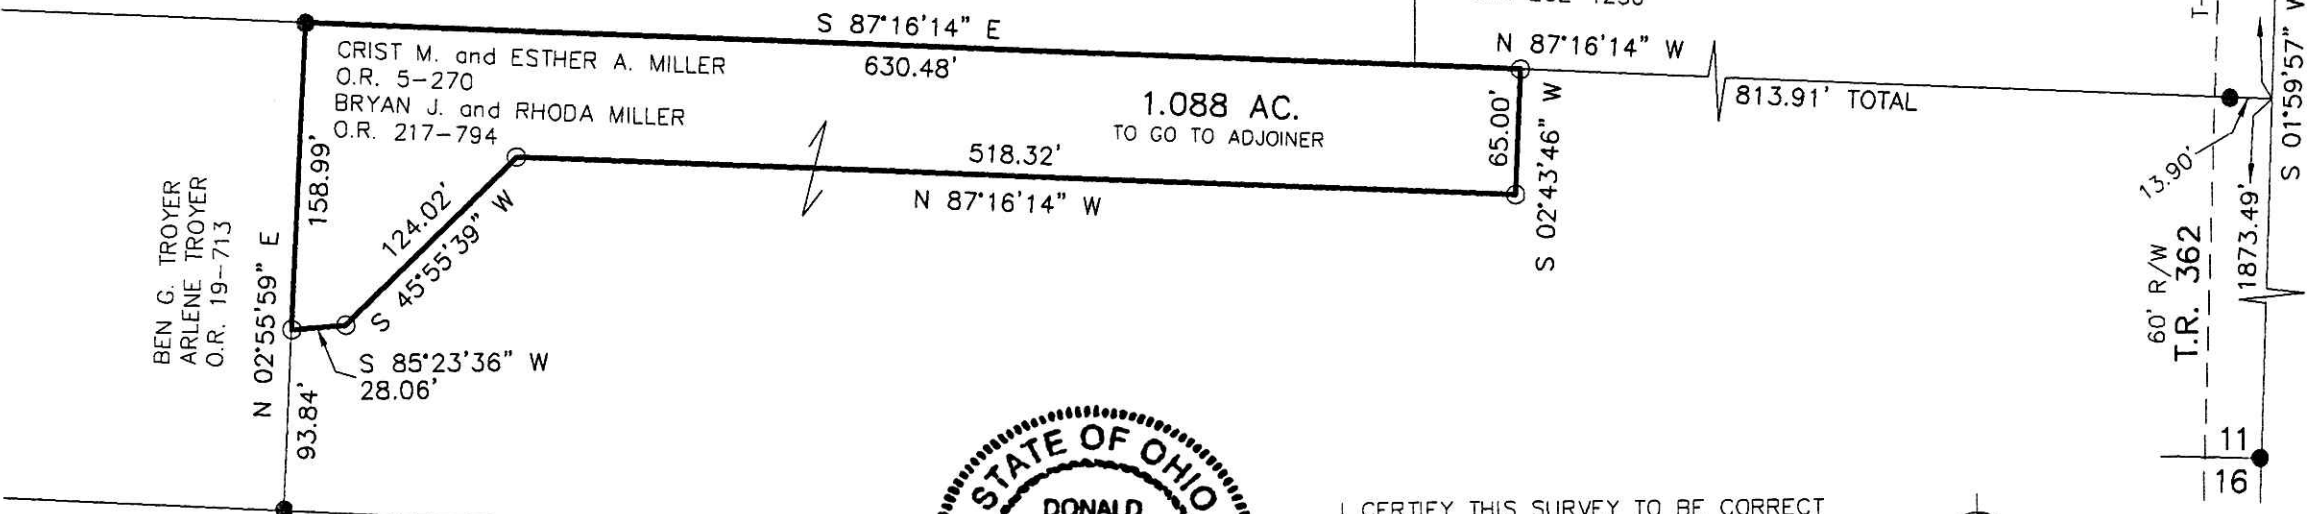 S 87°16'14" E
630.48'
N 87°16'14" W
813.91' TOTAL
CRIST M. and ESTHER A. MILLER
O.R. 5-270
BRYAN J. and RHODA MILLER
O.R. 217-794
1.088 AC.
TO GO TO ADJOINER
158.99'
124.02'
S 45°55'39" W
518.32'
N 87°16'14" W
65.00'
S 02°43'46" W
BEN G. TROYER
ARLENE TROYER
O.R. 19-713
N 02°55'59" E
93.84'
S 85°23'36" W
28.06'
13.90'
S 01°59'57" W
60' R/W
T.R. 362
1873.49'
11
16
STATE OF OHIO
DONALD
I CERTIFY THIS SURVEY TO BE CORRECT